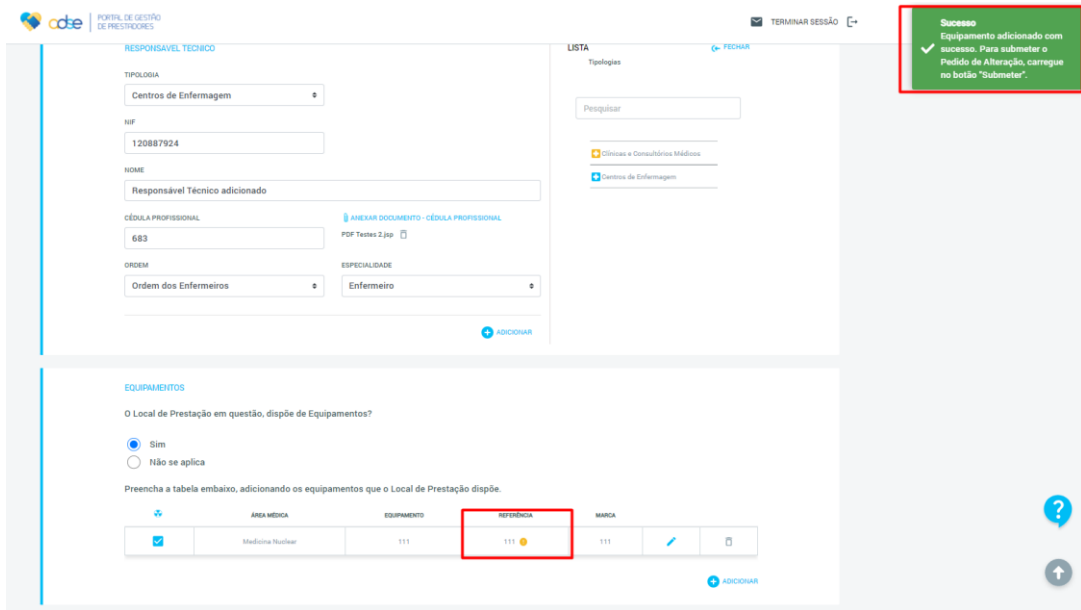 adse
PORTAL DE GESTÃO
DE PRESTADORES
TERMINAR SESSÃO
Sucesso
Equipamento adicionado com
sucesso. Para submeter o
Pedido de Alteração, carregue
no botão "Submeter".
RESPONSÁVEL TÉCNICO
TIPOLOGIA
Centros de Enfermagem
NIF
120887924
NOME
Responsável Técnico adicionado
CÉDULA PROFISSIONAL
ANEXAR DOCUMENTO - CÉDULA PROFISSIONAL
683
PDF Testes 2.jsp
ORDEM
ESPECIALIDADE
Ordem dos Enfermeiros
Enfermeiro
ADICIONAR
LISTA
FECHAR
Tipologias
Pesquisar
Clínicas e Consultórios Médicos
Centros de Enfermagem
EQUIPAMENTOS
O Local de Prestação em questão, dispõe de Equipamentos?
Sim
Não se aplica
Preencha a tabela embaixo, adicionando os equipamentos que o Local de Prestação dispõe.
ÁREA MÉDICA EQUIPAMENTO REFERÊNCIA MARCA
Medicina Nuclear 111 111 111
ADICIONAR